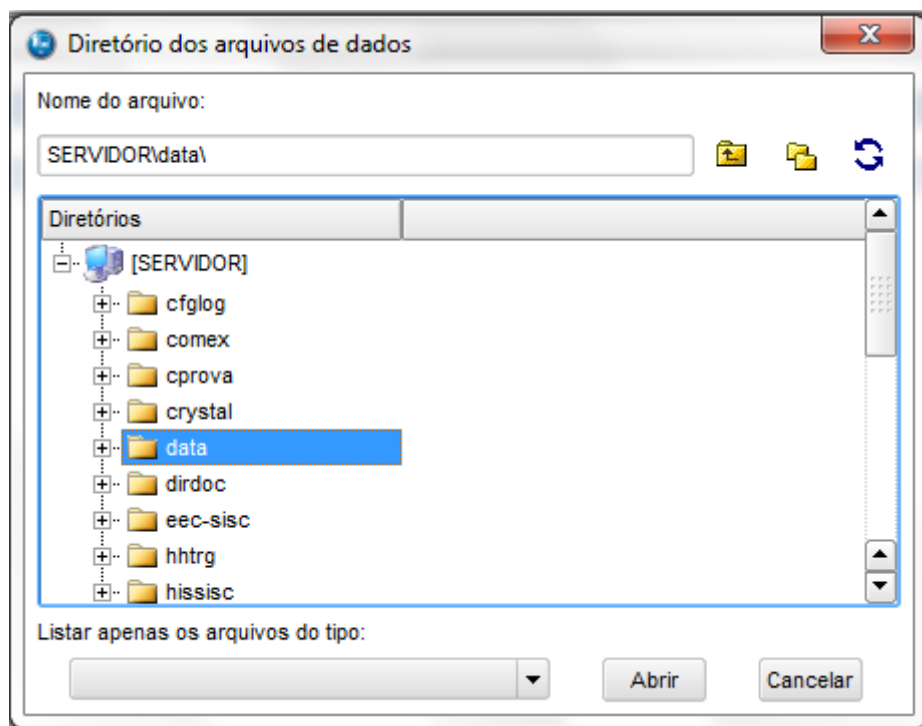 Diretório dos arquivos de dados
Nome do arquivo:
SERVIDOR\data\
Diretórios
[SERVIDOR]
cfglog
comex
cprova
crystal
data
dirdoc
eec-sisc
hhtrg
hissisc
Listar apenas os arquivos do tipo:
Abrir Cancelar